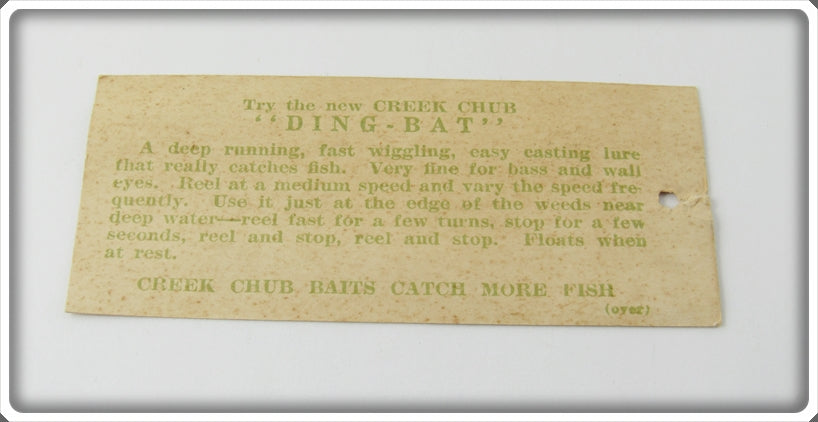 Try the new CREEK CHUB
"DING-BAT"
A deep running, fast wiggling, easy casting lure
that really catches fish. Very fine for bass and wall
eyes. Reel at a medium speed and vary the speed fre-
quently. Use it just at the edge of the weeds near
deep water—reel fast for a few turns, stop for a few
seconds, reel and stop, reel and stop. Floats when
at rest.
CREEK CHUB BAITS CATCH MORE FISH
(over)